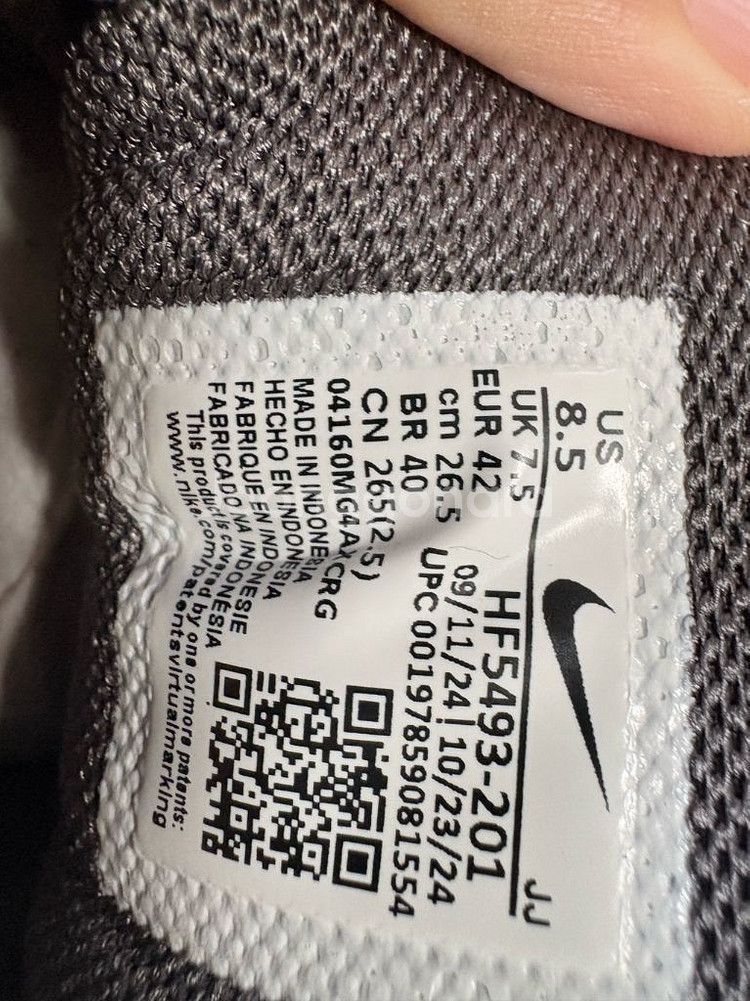 US
8.5
JJ
UK 7.5
HF5493-201
EUR 42
09/11/24| 10/23/24
cm 26.5
UPC 00197859081554
BR 40
CN 265(2.5)
MADE IN INDONESIA
HECHO EN INDONESIA
FABRIQUE EN INDONESIE
FABRICADO NA INDONESIA
This product is covered by one or more patents:
www.nike.com/patentsvirtualmarking